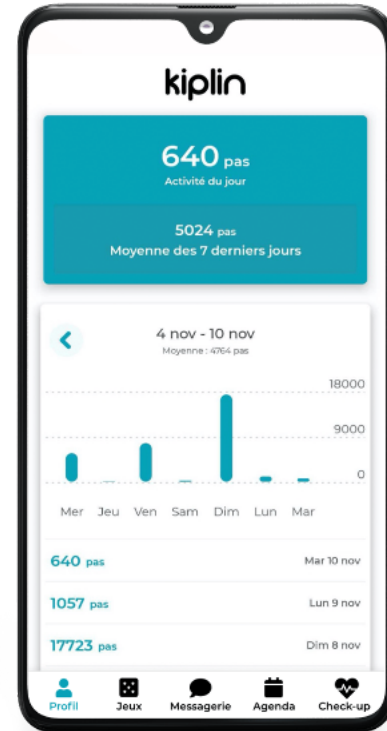 kiplin
640 pas
Activité du jour
5024 pas
Moyenne des 7 derniers jours
4 nov - 10 nov
Moyenne : 4764 pas
18000
9000
0
Mer Jeu Ven Sam Dim Lun Mar
640 pas Mar 10 nov
1057 pas Lun 9 nov
17723 pas Dim 8 nov
Profil Jeux Messagerie Agenda Check-up